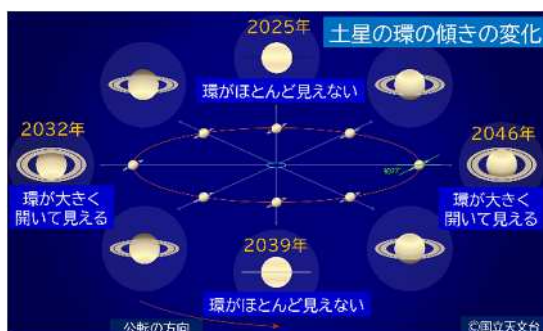 土星の環の傾きの変化
2025年
環がほとんど見えない
2032年
環が大きく
開いて見える
2046年
環が大きく
開いて見える
約27°
2039年
環がほとんど見えない
公転の方向
©国立天文台